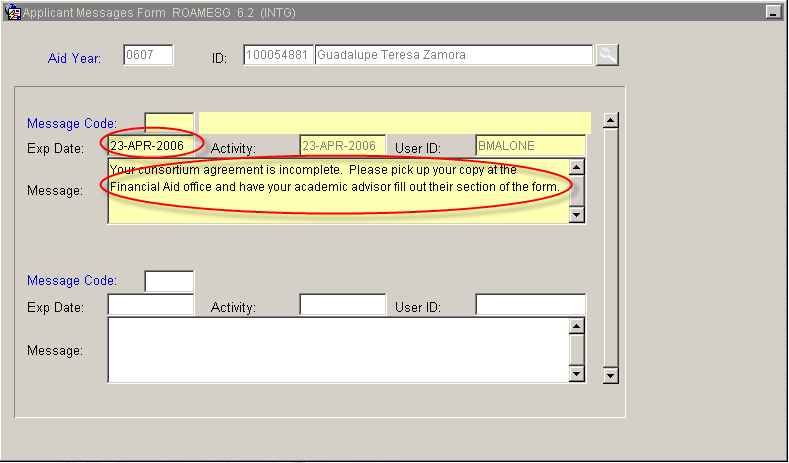 Applicant Messages Form ROAMESG 6.2 (INTG)
Aid Year: 0607 ID: 100054881 Guadalupe Teresa Zamora
Message Code:
Exp Date: 23-APR-2006 Activity: 23-APR-2006 User ID: BMALONE
Your consortium agreement is incomplete. Please pick up your copy at the
Message: Financial Aid office and have your academic advisor fill out their section of the form.
Message Code:
Exp Date: Activity: User ID:
Message: